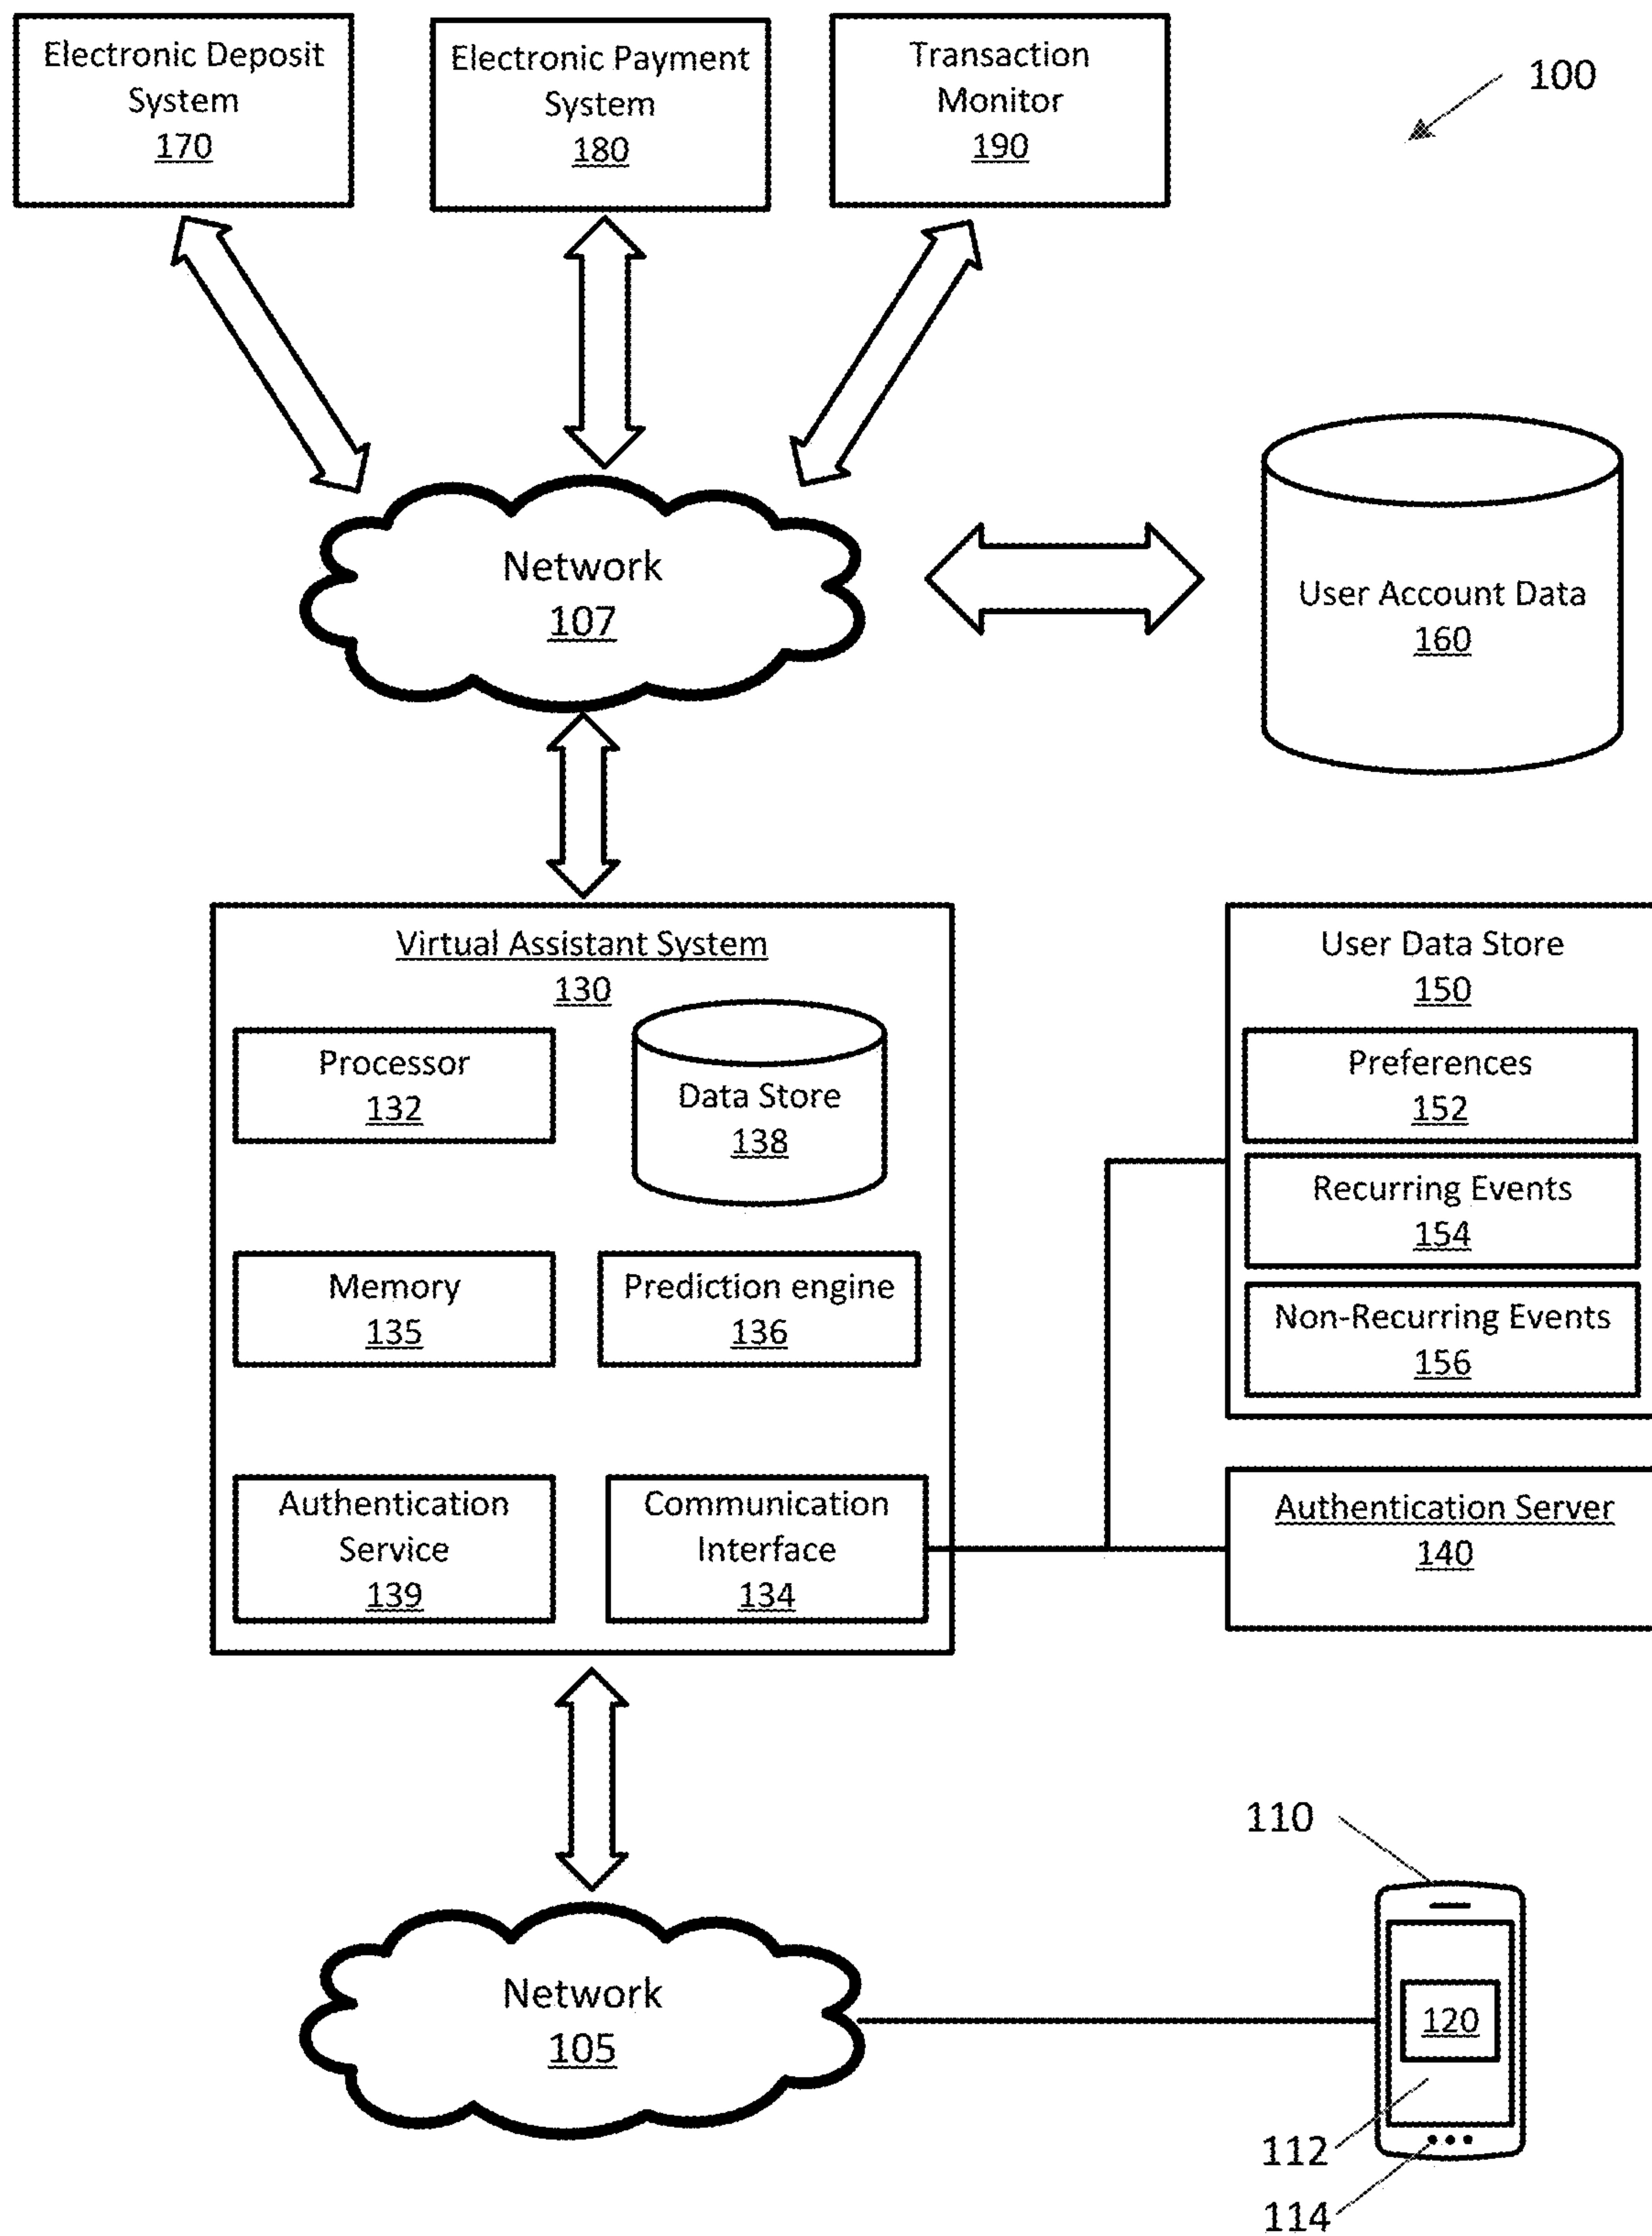 Electronic Deposit
System
170
Electronic Payment
System
180
Transaction
Monitor
190
100
Network
107
User Account Data
160
Virtual Assistant System
130
Processor
132
Data Store
138
Memory
135
Prediction engine
136
Authentication
Service
139
Communication
Interface
134
User Data Store
150
Preferences
152
Recurring Events
154
Non-Recurring Events
156
Authentication Server
140
Network
105
110
120
112
114